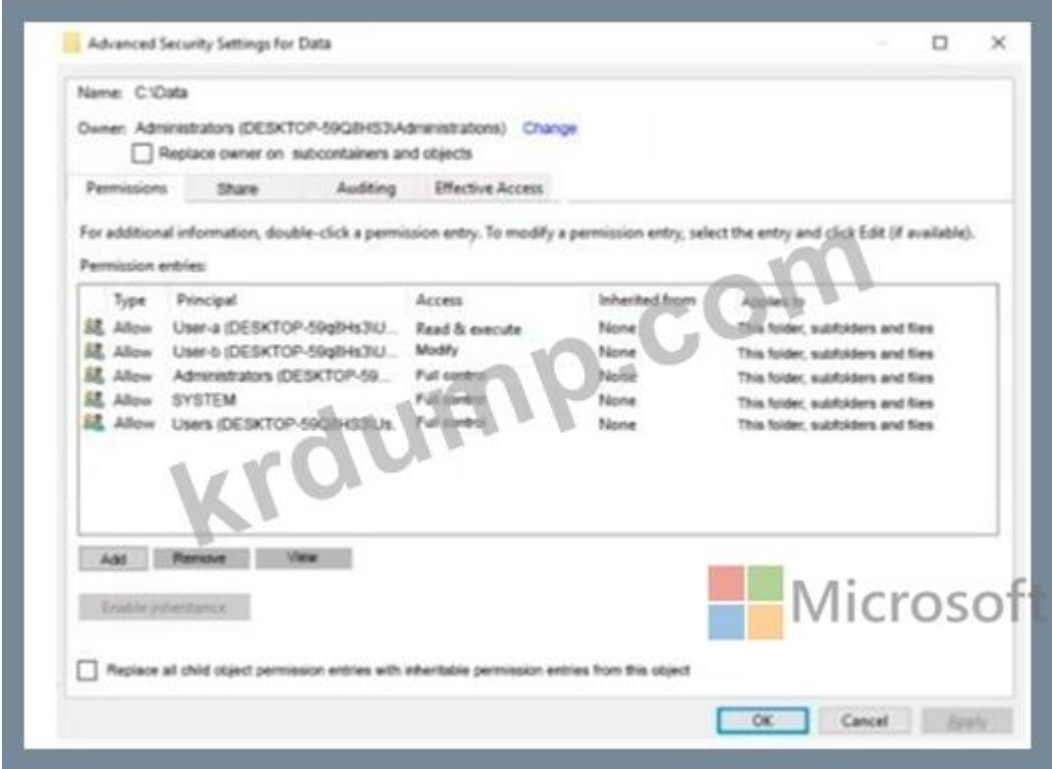 Advanced Security Settings for Data
Name: C:\Data
Owner: Administrators (DESKTOP-59Q8HS3\Administrations) Change
Replace owner on subcontainers and objects
Permissions Share Auditing Effective Access
For additional information, double-click a permission entry. To modify a permission entry, select the entry and click Edit (if available).
Permission entries:
Type Principal Access Inherited from Applies to
Allow User-a (DESKTOP-59q8Hs3\U... Read & execute None This folder, subfolders and files
Allow User-b (DESKTOP-59q8Hs3\U... Modify None This folder, subfolders and files
Allow Administrators (DESKTOP-59... Full control None This folder, subfolders and files
Allow SYSTEM Full control None This folder, subfolders and files
Allow Users (DESKTOP-59Q8HS3\Us. Full control None This folder, subfolders and files
krdump.com
Add Remove View
Enable inheritance
Microsoft
Replace all child object permission entries with inheritable permission entries from this object
OK Cancel Apply